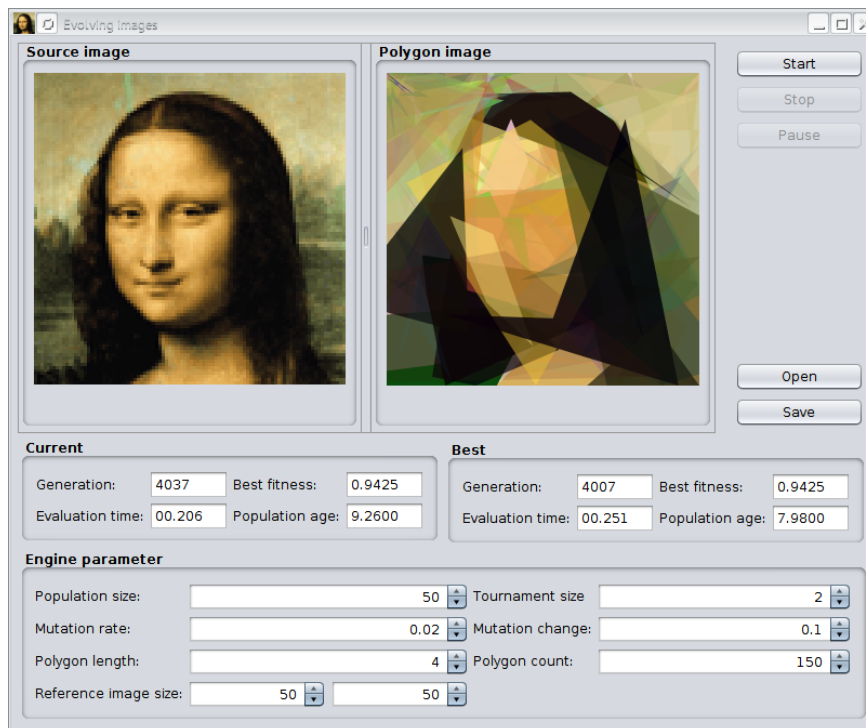 Evolving images
Source image
Polygon image
Start
Stop
Pause
Open
Save
Current
Generation: 4037 Best fitness: 0.9425
Evaluation time: 00.206 Population age: 9.2600
Best
Generation: 4007 Best fitness: 0.9425
Evaluation time: 00.251 Population age: 7.9800
Engine parameter
Population size: 50 Tournament size 2
Mutation rate: 0.02 Mutation change: 0.1
Polygon length: 4 Polygon count: 150
Reference image size: 50 50